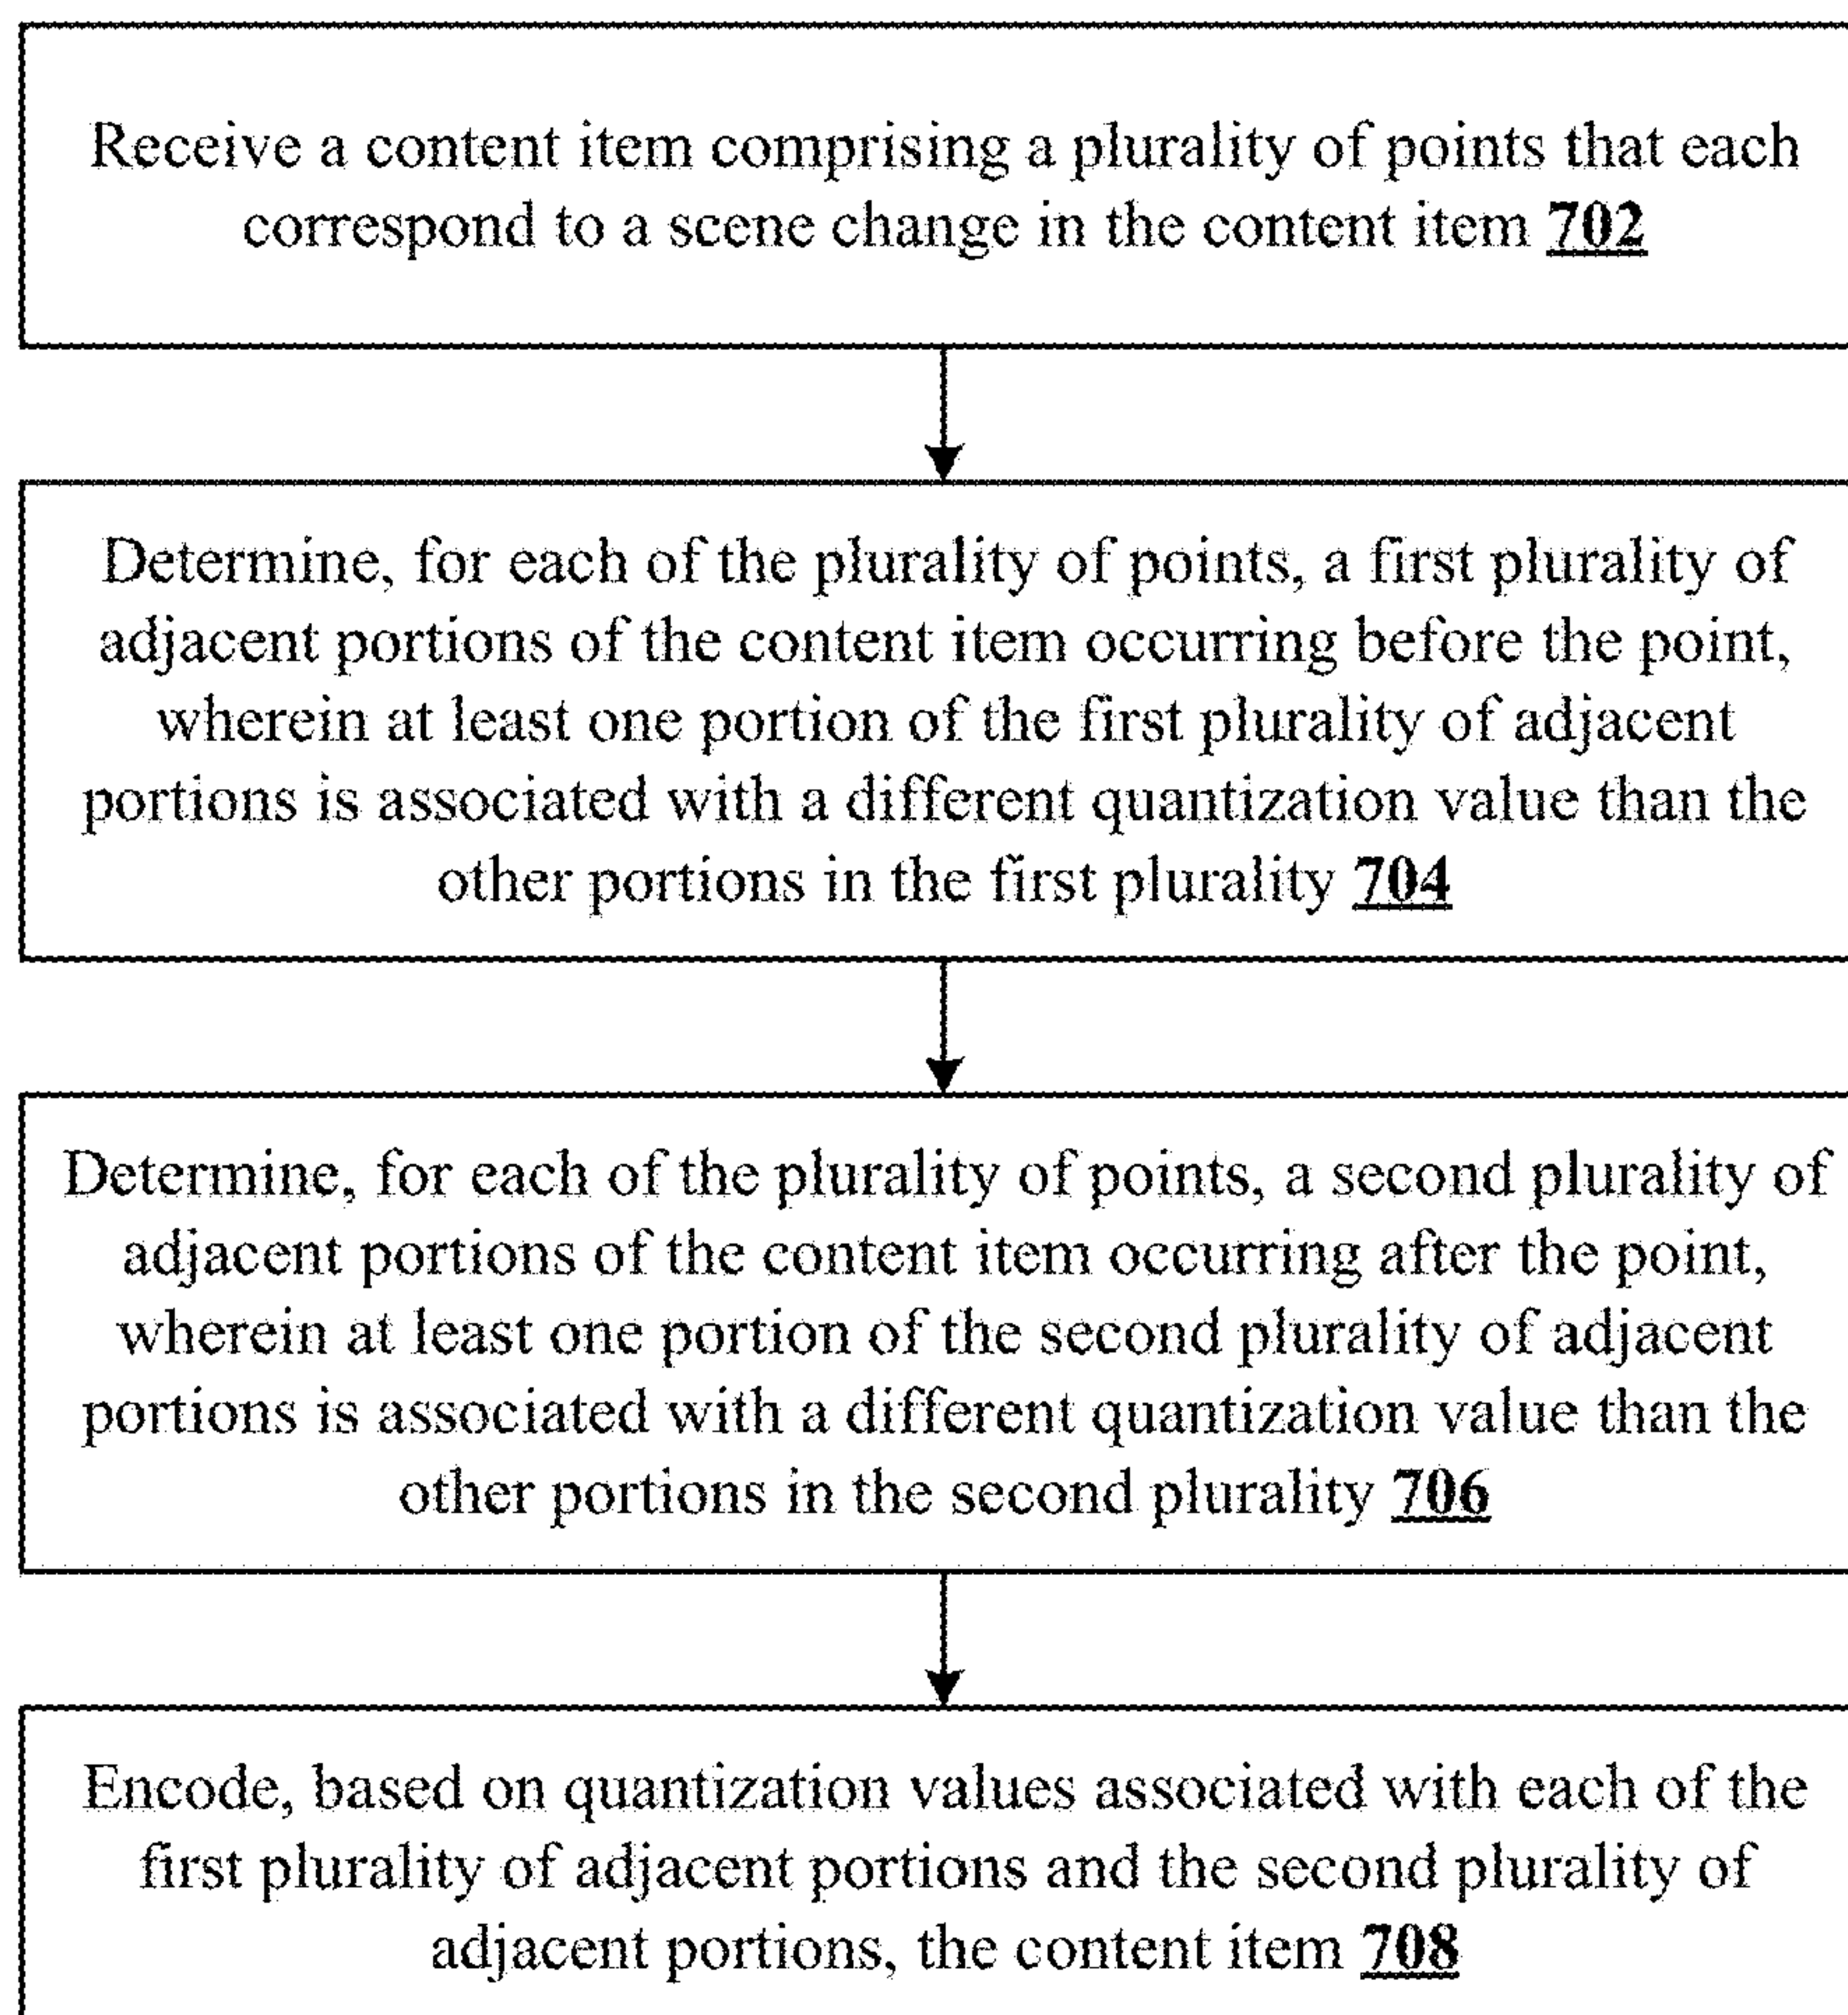 Receive a content item comprising a plurality of points that each
correspond to a scene change in the content item 702
Determine, for each of the plurality of points, a first plurality of
adjacent portions of the content item occurring before the point,
wherein at least one portion of the first plurality of adjacent
portions is associated with a different quantization value than the
other portions in the first plurality 704
Determine, for each of the plurality of points, a second plurality of
adjacent portions of the content item occurring after the point,
wherein at least one portion of the second plurality of adjacent
portions is associated with a different quantization value than the
other portions in the second plurality 706
Encode, based on quantization values associated with each of the
first plurality of adjacent portions and the second plurality of
adjacent portions, the content item 708